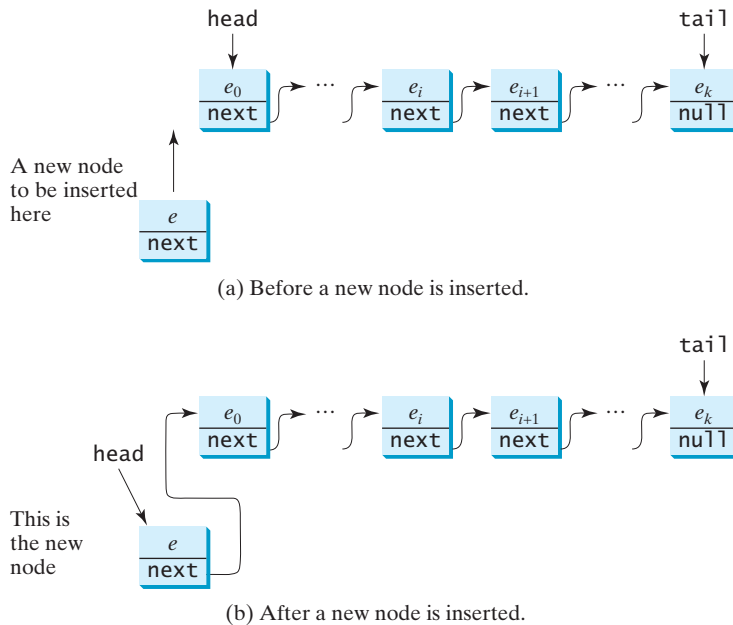 head tail
e₀ ⋯ eᵢ eᵢ₊₁ ⋯ eₖ
next next next null
A new node
to be inserted
here
e
next
(a) Before a new node is inserted.
tail
e₀ ⋯ eᵢ eᵢ₊₁ ⋯ eₖ
next next next null
head
This is
the new
node
e
next
(b) After a new node is inserted.